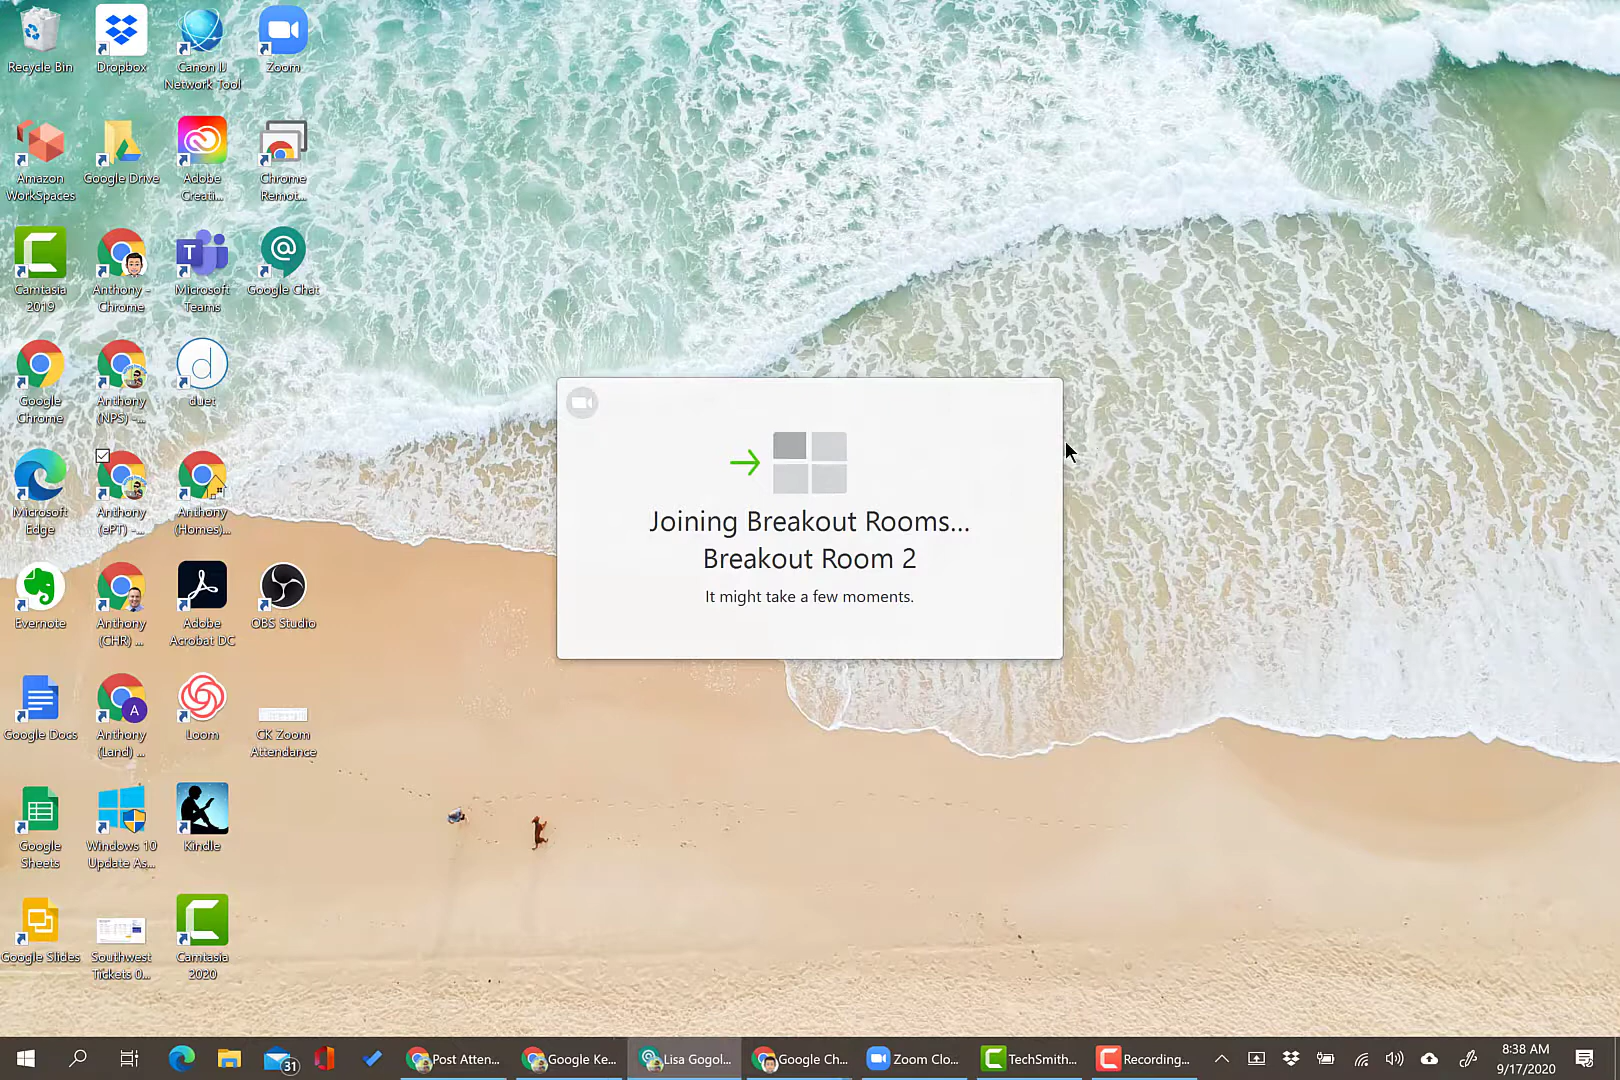 Recycle Bin
Dropbox
Canon IJ
Network Tool
Zoom
Amazon
WorkSpaces
Google Drive
Adobe
Creati...
Chrome
Remot...
Camtasia
2019
Anthony -
Chrome
Microsoft
Teams
Google Chat
Google
Chrome
Anthony
(NPS) -...
duet
Microsoft
Edge
Anthony
(ePT) -...
Anthony
(Homes)...
Evernote
Anthony
(CHR) ...
Adobe
Acrobat DC
OBS Studio
Google Docs
Anthony
(Land) ...
Loom
CK Zoom
Attendance
Google
Sheets
Windows 10
Update As...
Kindle
Google Slides
Southwest
Tickets 0...
Camtasia
2020
Joining Breakout Rooms...
Breakout Room 2
It might take a few moments.
31
Post Atten...
Google Ke...
Lisa Gogol...
Google Ch...
Zoom Clo...
TechSmith...
Recording...
8:38 AM
9/17/2020